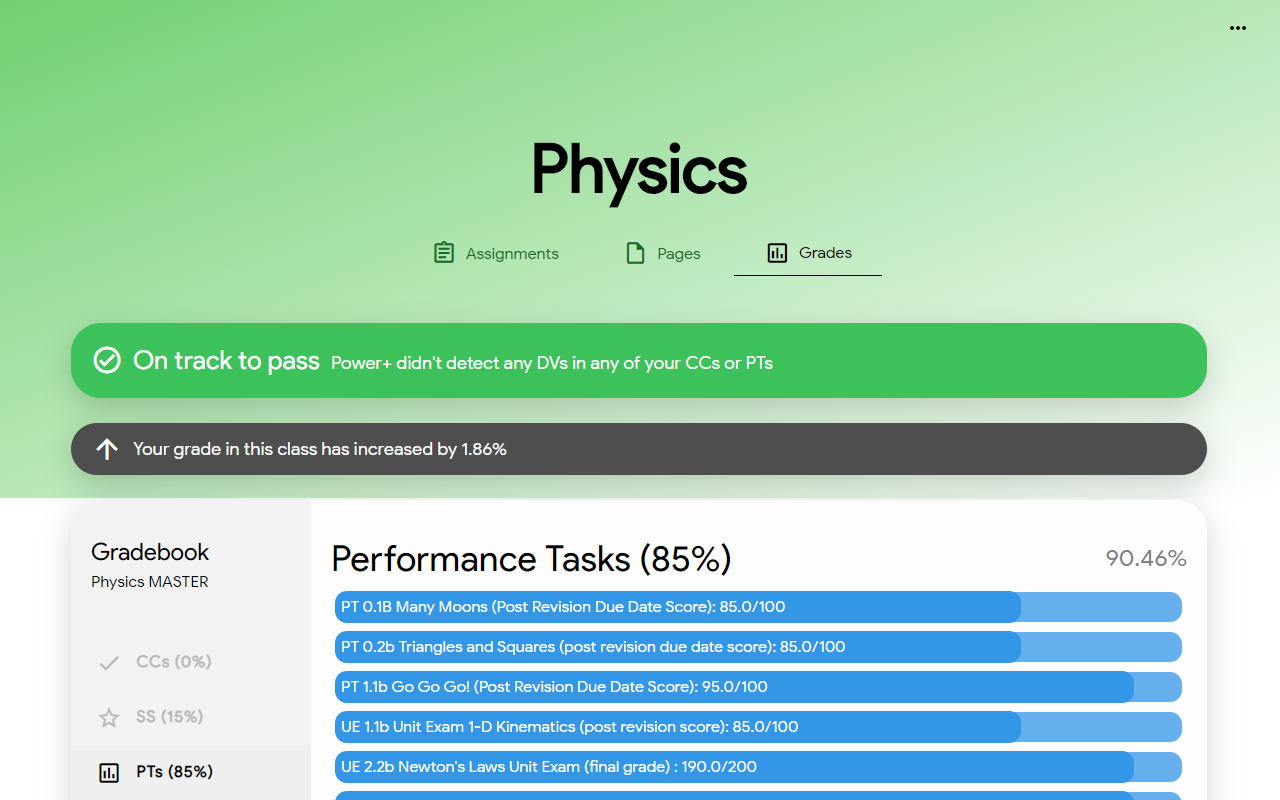 Physics
Assignments
Pages
Grades
On track to pass Power+ didn't detect any DVs in any of your CCs or PTs
Your grade in this class has increased by 1.86%
Gradebook
Physics MASTER
CCs (0%)
SS (15%)
PTs (85%)
Performance Tasks (85%)
90.46%
PT 0.1B Many Moons (Post Revision Due Date Score): 85.0/100
PT 0.2b Triangles and Squares (post revision due date score): 85.0/100
PT 1.1b Go Go Go! (Post Revision Due Date Score): 95.0/100
UE 1.1b Unit Exam 1-D Kinematics (post revision score): 85.0/100
UE 2.2b Newton's Laws Unit Exam (final grade) : 190.0/200